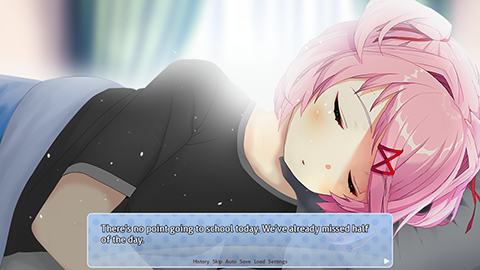 There's no point going to school today. We've already missed half
of the day.
History Skip Auto Save Load Settings